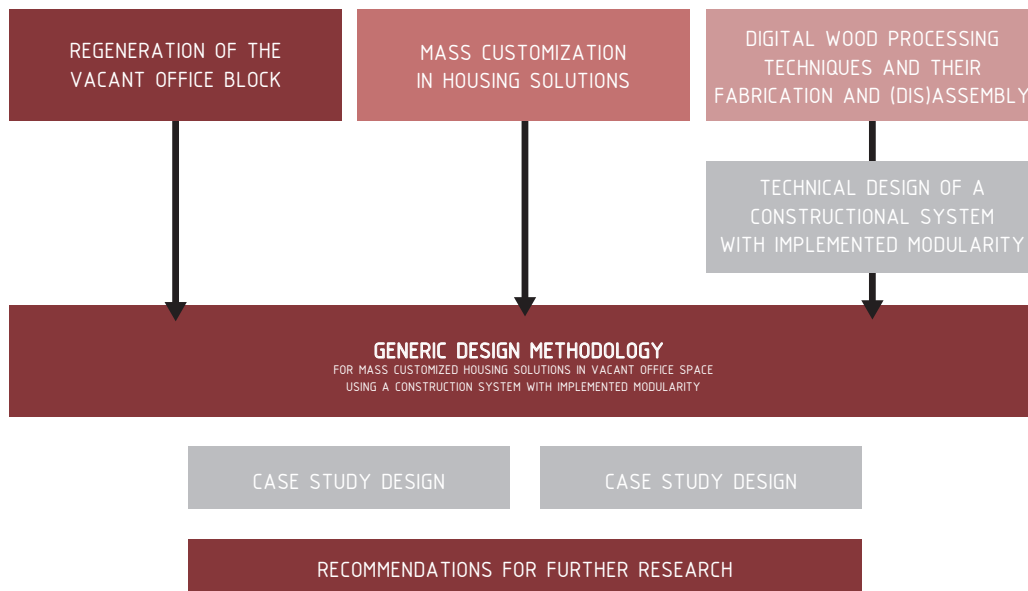 REGENERATION OF THE
VACANT OFFICE BLOCK
MASS CUSTOMIZATION
IN HOUSING SOLUTIONS
DIGITAL WOOD PROCESSING
TECHNIQUES AND THEIR
FABRICATION AND (DIS)ASSEMBLY
TECHNICAL DESIGN OF A
CONSTRUCTIONAL SYSTEM
WITH IMPLEMENTED MODULARITY
GENERIC DESIGN METHODOLOGY
FOR MASS CUSTOMIZED HOUSING SOLUTIONS IN VACANT OFFICE SPACE
USING A CONSTRUCTION SYSTEM WITH IMPLEMENTED MODULARITY
CASE STUDY DESIGN
CASE STUDY DESIGN
RECOMMENDATIONS FOR FURTHER RESEARCH